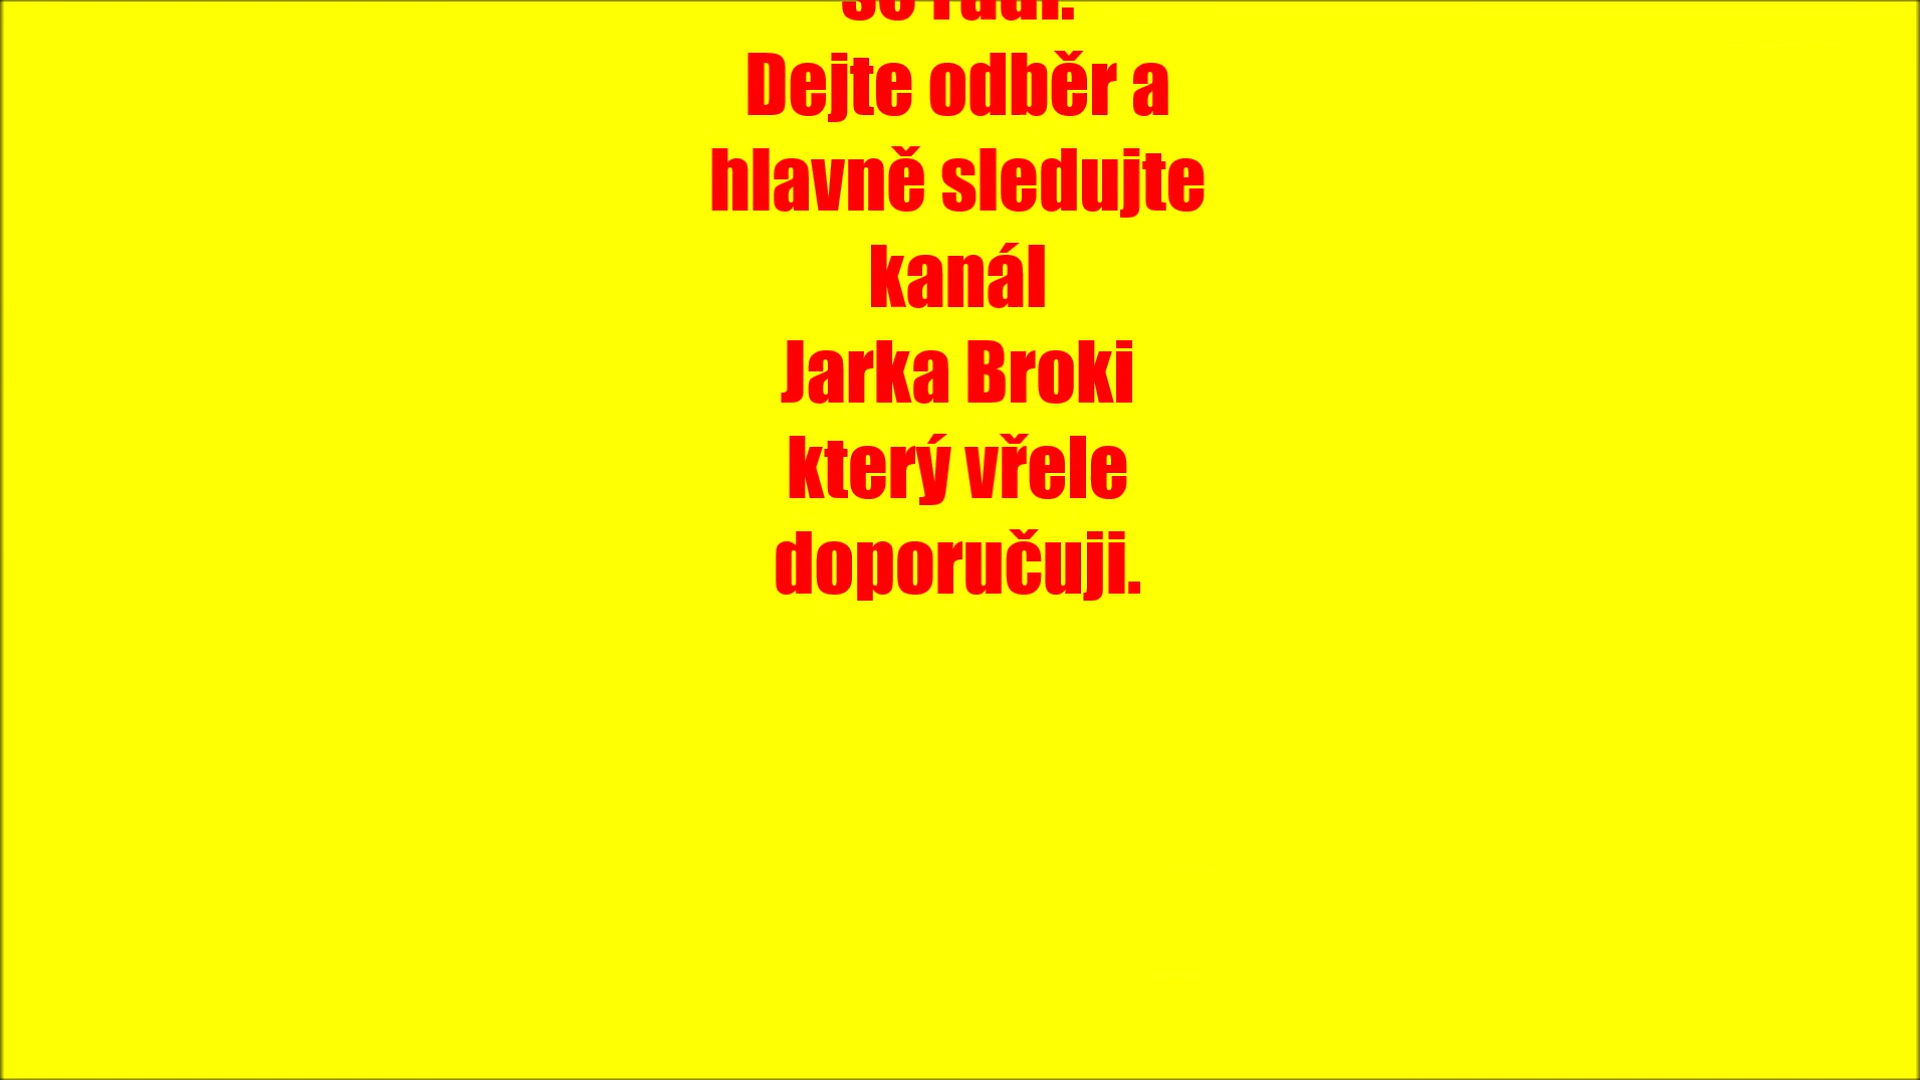 Dejte odběr a
hlavně sledujte
kanál
Jarka Broki
který vřele
doporučuji.